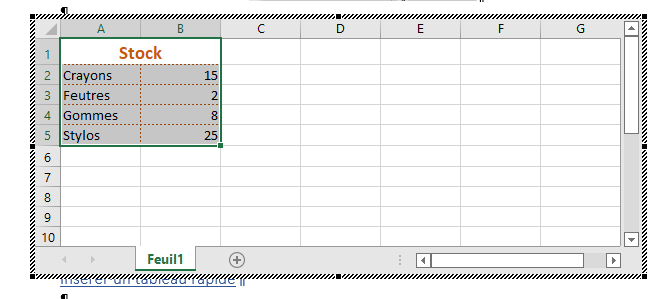 ¶
A B C D E F G
1 Stock
2 Crayons 15
3 Feutres 2
4 Gommes 8
5 Stylos 25
6
7
8
9
10
Feuil1
Insérer un tableau rapide ¶
¶